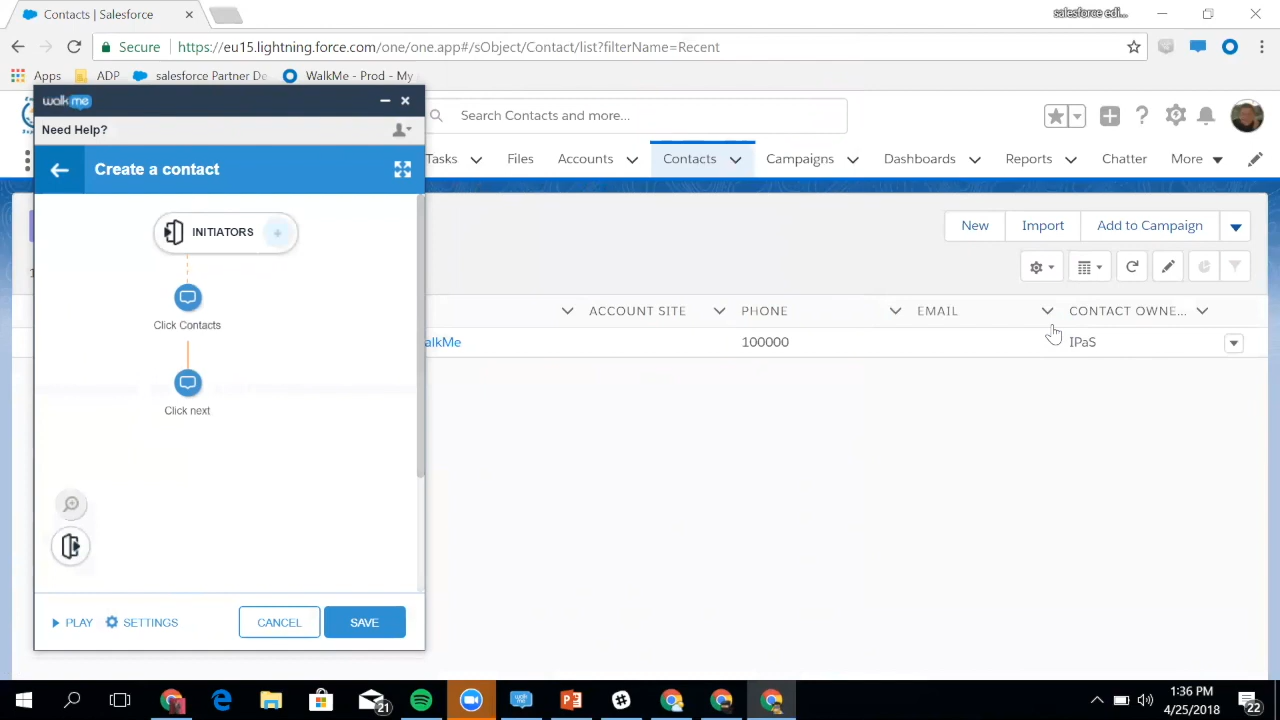 Contacts | Salesforce
salesforce edi...
Secure
https://eu15.lightning.force.com/one/one.app#/sObject/Contact/list?filterName=Recent
Apps
ADP
salesforce Partner De
WalkMe - Prod - My
walkme
Need Help?
Create a contact
INITIATORS
Click Contacts
Click next
PLAY
SETTINGS
CANCEL
SAVE
Search Contacts and more...
Tasks
Files
Accounts
Contacts
Campaigns
Dashboards
Reports
Chatter
More
New
Import
Add to Campaign
ACCOUNT SITE
PHONE
EMAIL
CONTACT OWNE...
alkMe
100000
IPaS
21
walkme
1:36 PM
4/25/2018
22